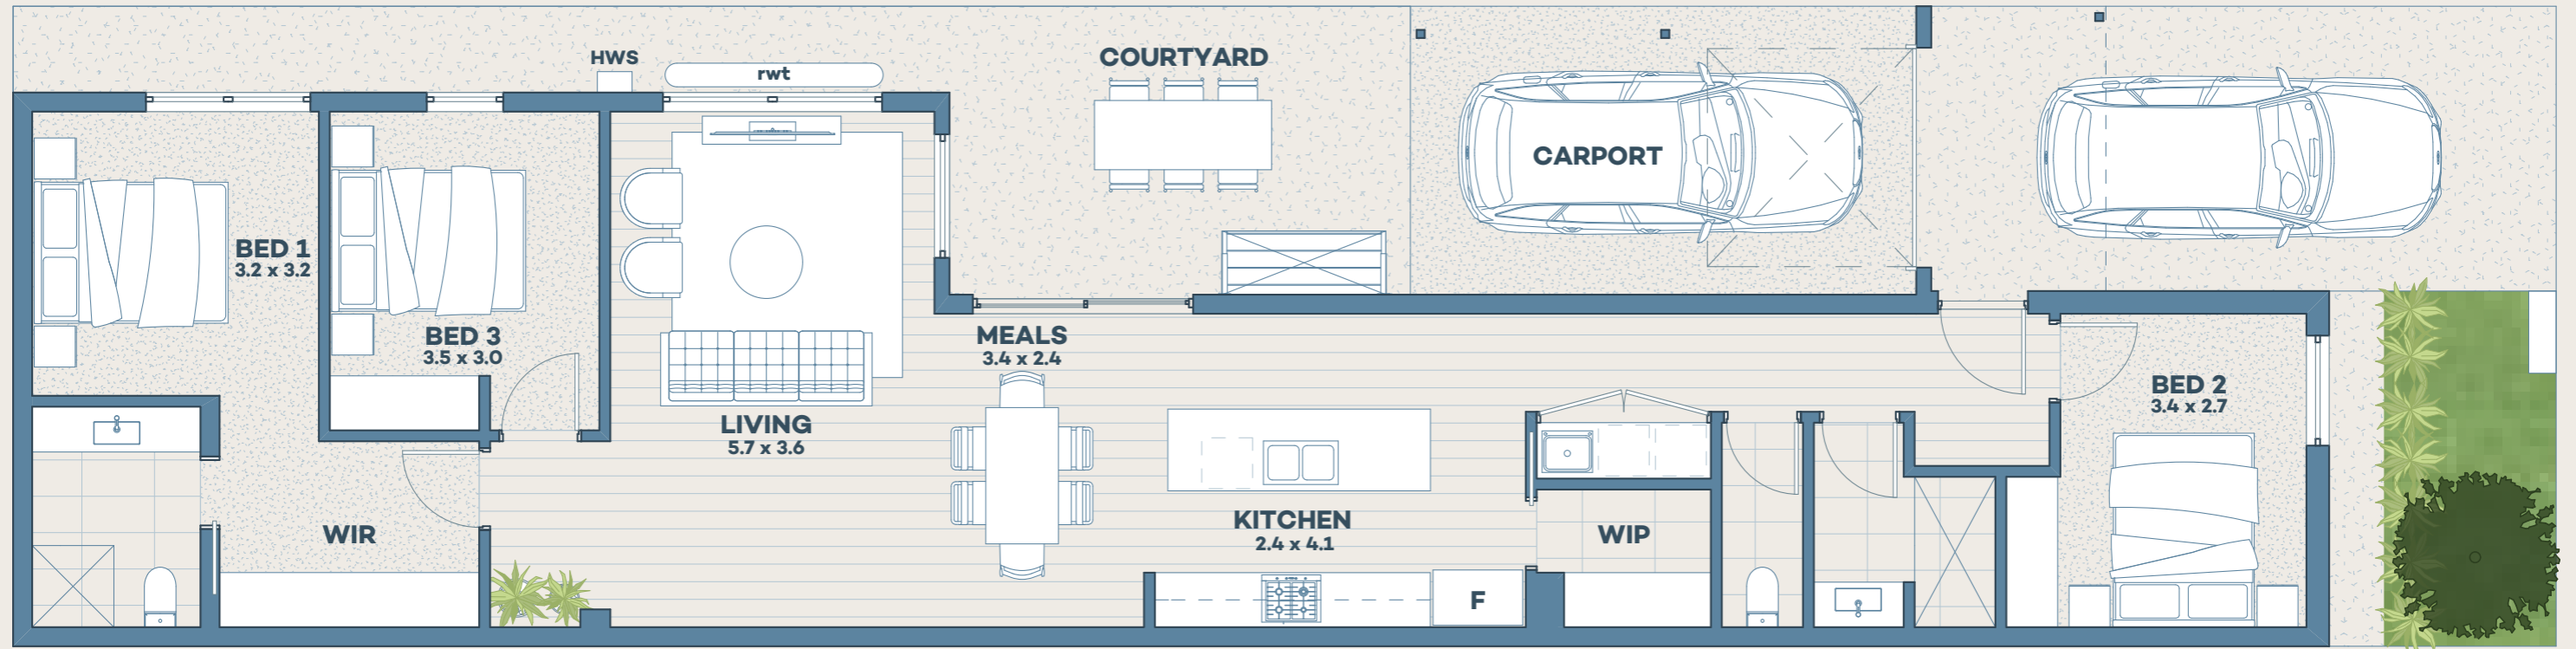 HWS
rwt
COURTYARD
CARPORT
BED 1
3.2 x 3.2
BED 3
3.5 x 3.0
MEALS
3.4 x 2.4
LIVING
5.7 x 3.6
BED 2
3.4 x 2.7
WIR
KITCHEN
2.4 x 4.1
WIP
F